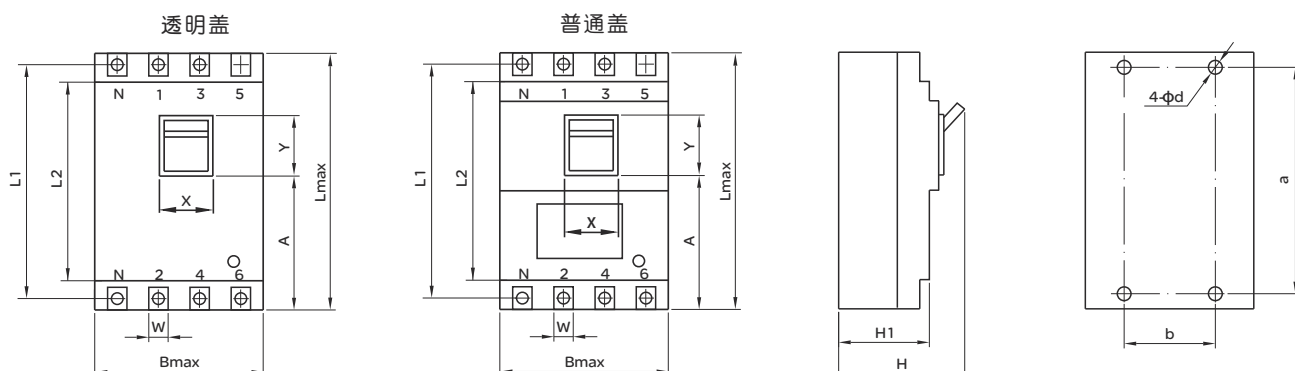 透明盖
N 1 3 5
L1
L2
X
Y
A
Lmax
N 2 4 6
W
Bmax
普通盖
N 1 3 5
L1
L2
X
Y
A
Lmax
N 2 4 6
W
Bmax
H1
H
4-ϕd
a
b